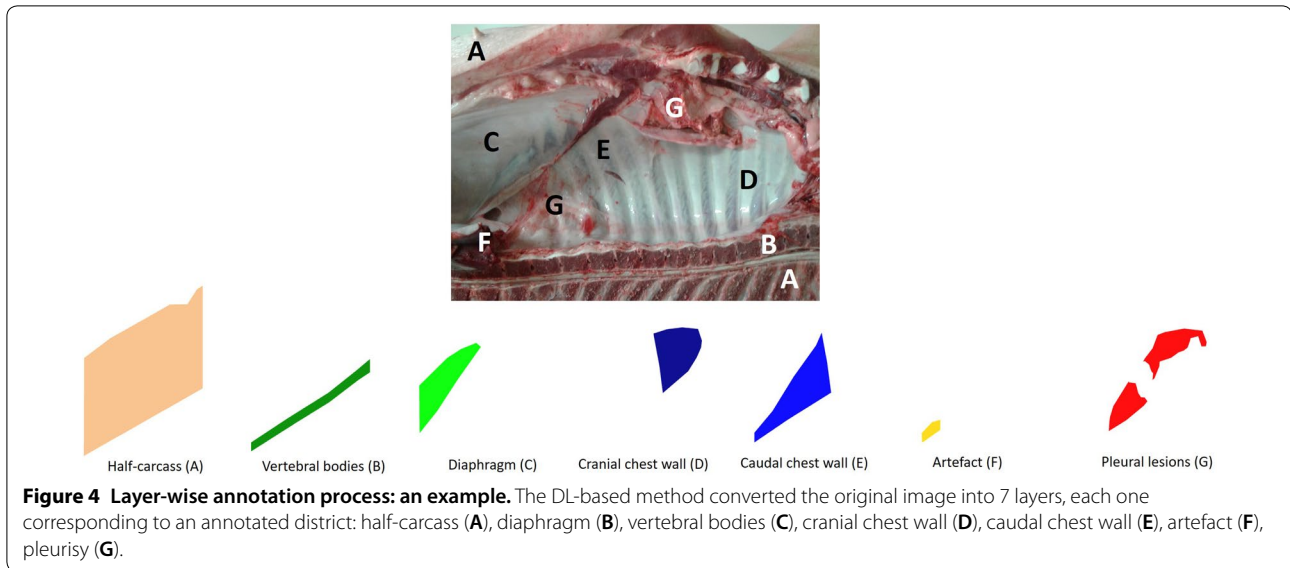 A
G
C
E
D
G
F
B
A
Half-carcass (A) Vertebral bodies (B) Diaphragm (C) Cranial chest wall (D) Caudal chest wall (E) Artefact (F) Pleural lesions (G)
Figure 4 Layer-wise annotation process: an example. The DL-based method converted the original image into 7 layers, each one
corresponding to an annotated district: half-carcass (A), diaphragm (B), vertebral bodies (C), cranial chest wall (D), caudal chest wall (E), artefact (F),
pleurisy (G).